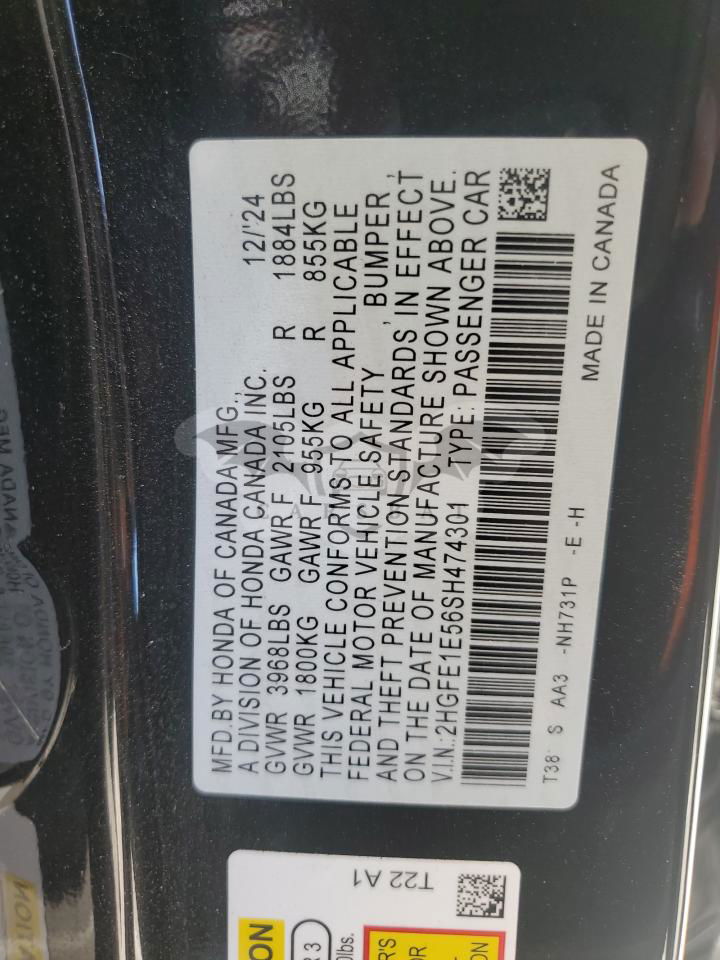 MFD.BY HONDA OF CANADA MFG.,
A DIVISION OF HONDA CANADA INC. 12/'24
GVWR 3968LBS GAWR F 2105LBS R 1884LBS
GVWR 1800KG GAWR F 955KG R 855KG
THIS VEHICLE CONFORMS TO ALL APPLICABLE
FEDERAL MOTOR VEHICLE SAFETY, BUMPER,
AND THEFT PREVENTION STANDARDS, IN EFFECT
ON THE DATE OF MANUFACTURE SHOWN ABOVE.
V.I.N.:2HGFE1E56SH474301 TYPE: PASSENGER CAR
T38 S AA3 -NH731P -E -H
MADE IN CANADA
T22 A1